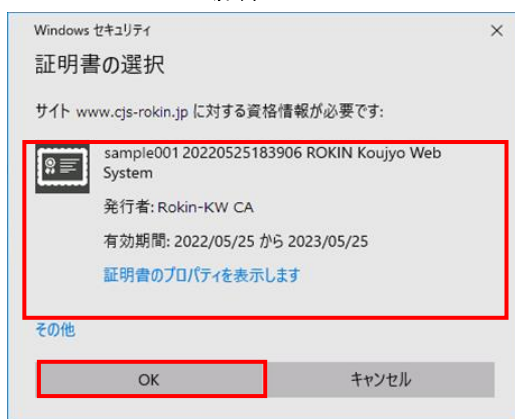 Windows セキュリティ
証明書の選択
サイト www.cjs-rokin.jp に対する資格情報が必要です:
sample001 20220525183906 ROKIN Koujyo Web
System
発行者: Rokin-KW CA
有効期間: 2022/05/25 から 2023/05/25
証明書のプロパティを表示します
その他
OK キャンセル